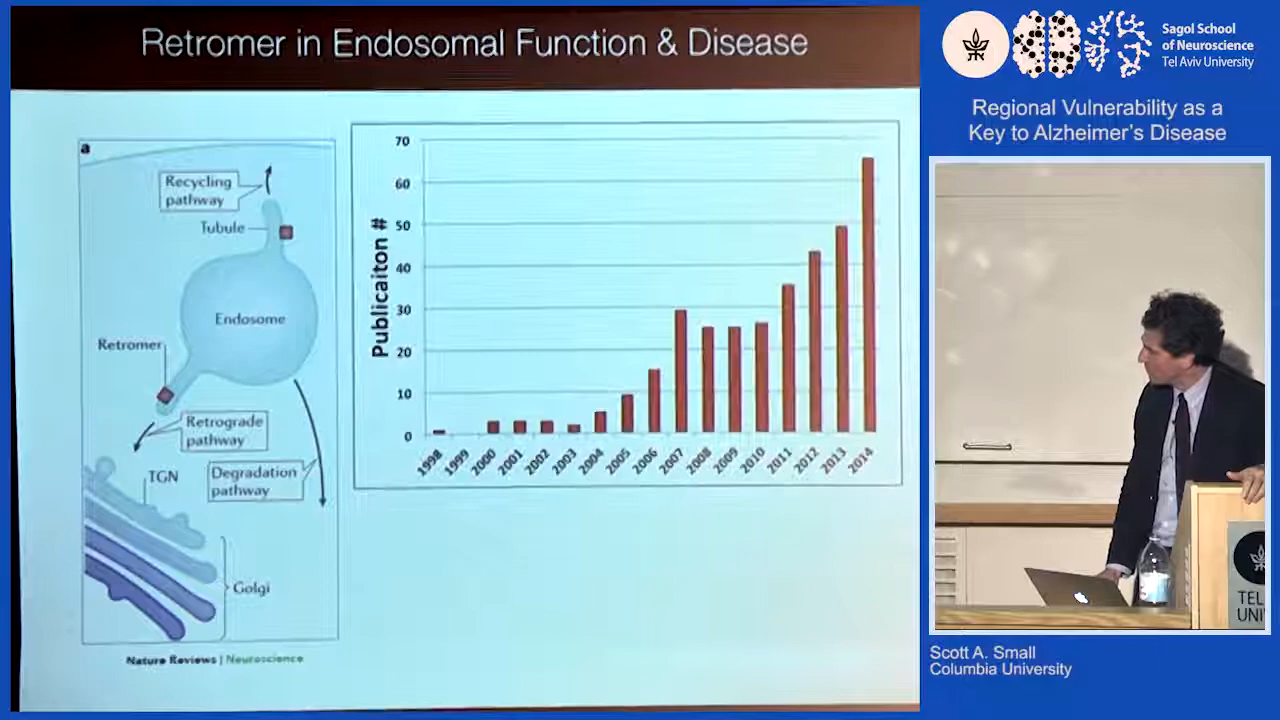 Retromer in Endosomal Function & Disease
a
Recycling
pathway
Tubule
Endosome
Retromer
Retrograde
pathway
TGN
Degradation
pathway
Golgi
Nature Reviews | Neuroscience
Publicaiton #
70
60
50
40
30
20
10
0
1998
1999
2000
2001
2002
2003
2004
2005
2006
2007
2008
2009
2010
2011
2012
2013
2014
Sagol School
of Neuroscience
Tel Aviv University
Regional Vulnerability as a
Key to Alzheimer's Disease
TEL
UNI
Scott A. Small
Columbia University